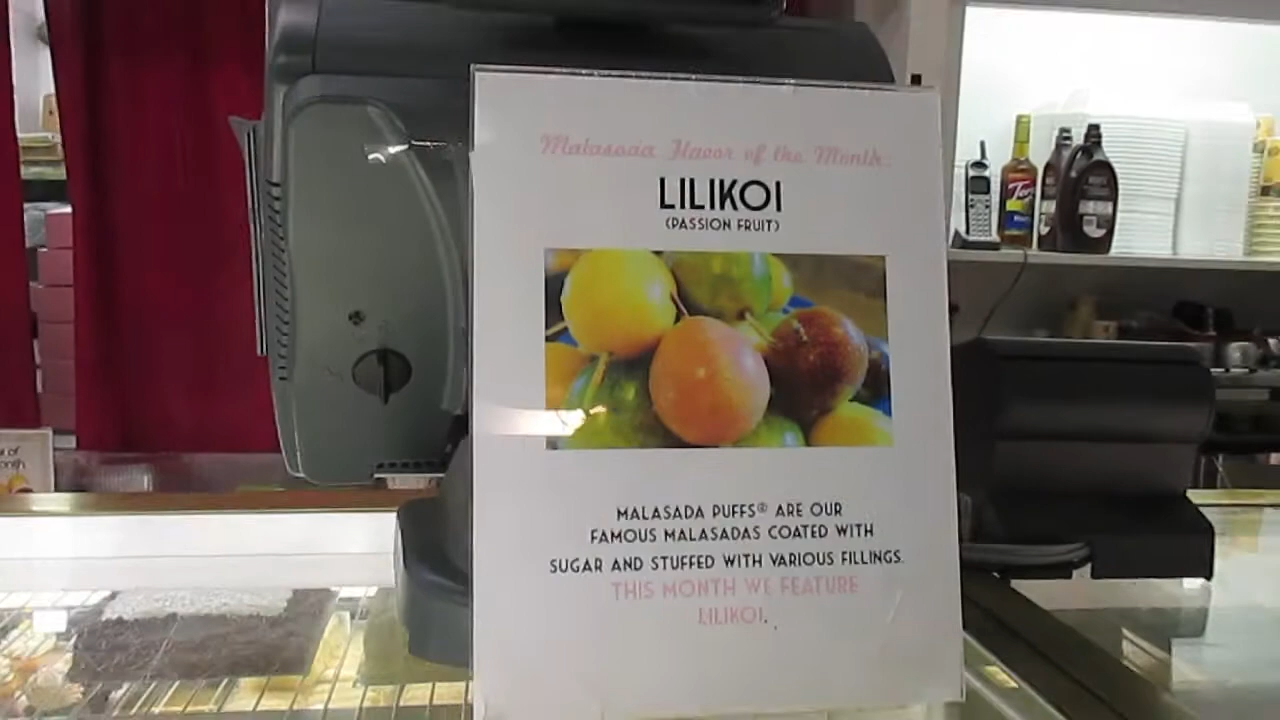 Malasada Flavor of the Month:
LILIKOI
(PASSION FRUIT)
MALASADA PUFFS® ARE OUR
FAMOUS MALASADAS COATED WITH
SUGAR AND STUFFED WITH VARIOUS FILLINGS.
THIS MONTH WE FEATURE
LILIKOI.